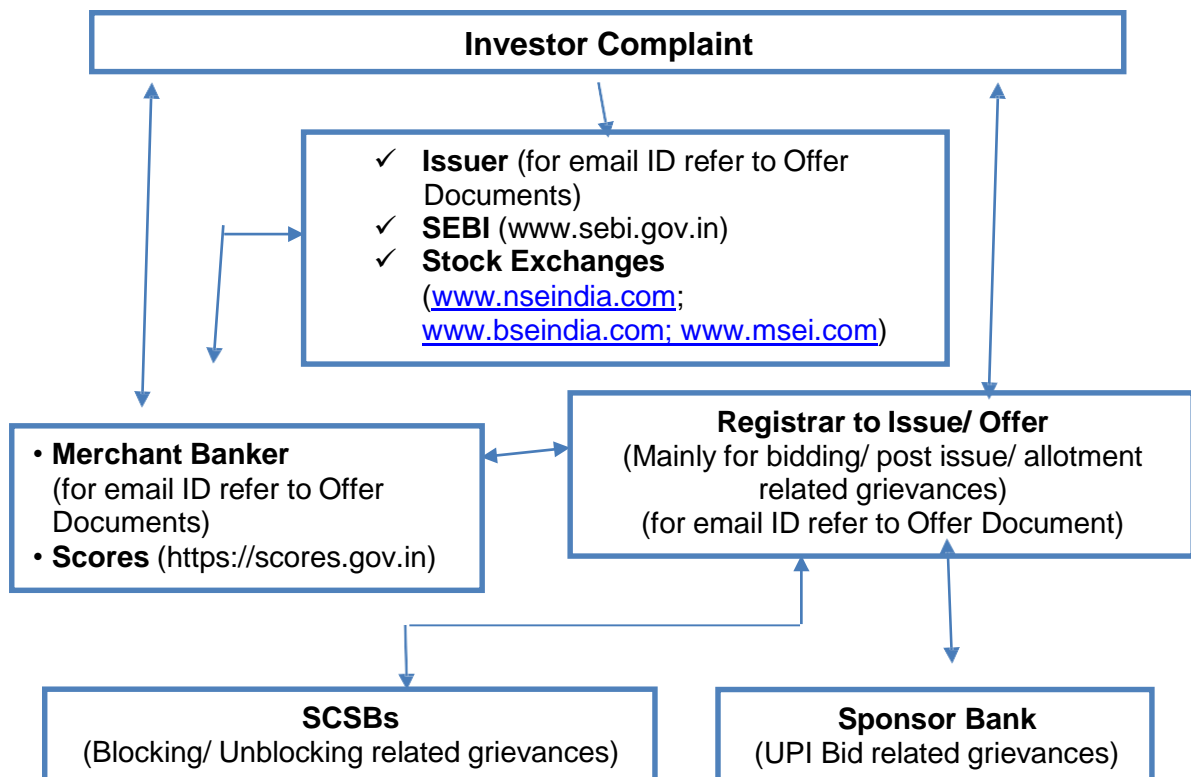 Investor Complaint
✓ Issuer (for email ID refer to Offer
Documents)
✓ SEBI (www.sebi.gov.in)
✓ Stock Exchanges
(www.nseindia.com;
www.bseindia.com; www.msei.com)
• Merchant Banker
(for email ID refer to Offer
Documents)
• Scores (https://scores.gov.in)
Registrar to Issue/ Offer
(Mainly for bidding/ post issue/ allotment
related grievances)
(for email ID refer to Offer Document)
SCSBs
(Blocking/ Unblocking related grievances)
Sponsor Bank
(UPI Bid related grievances)